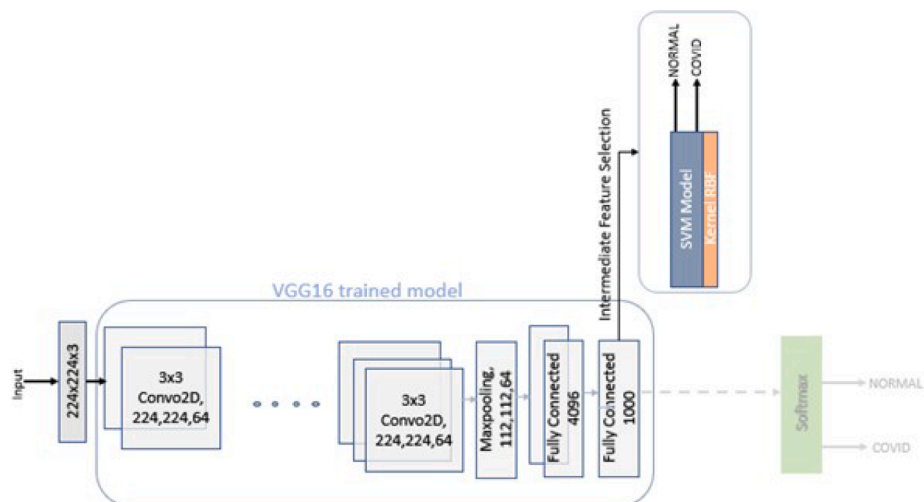 NORMAL
COVID
SVM Model
Kernel RBF
Intermediate Feature Selection
VGG16 trained model
Input
224x224x3
3x3
Convo2D,
224,224,64
3x3
Convo2D,
224,224,64
Maxpooling,
112,112,64
Fully Connected
4096
Fully Connected
1000
Softmax
NORMAL
COVID